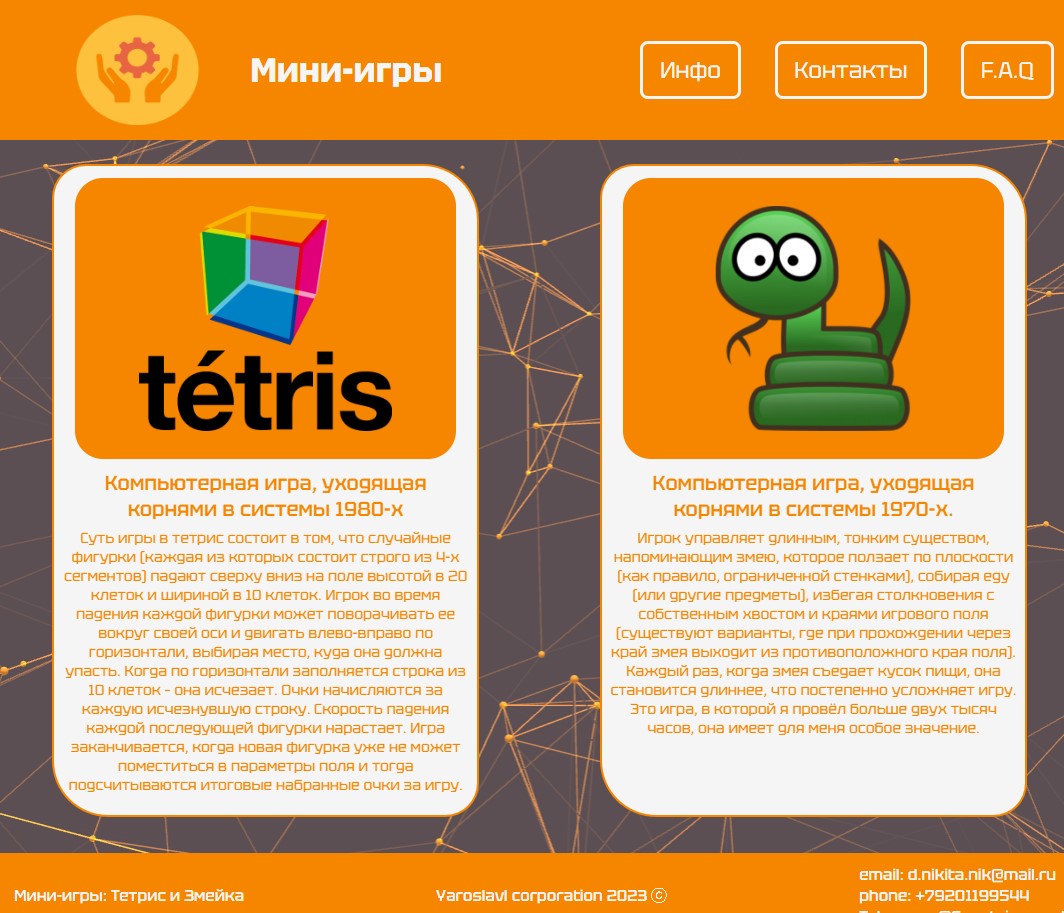 Мини-игры
Инфо
Контакты
F.A.Q
tétris
Компьютерная игра, уходящая
корнями в системы 1980-х
Суть игры в тетрис состоит в том, что случайные
фигурки (каждая из которых состоит строго из 4-х
сегментов) падают сверху вниз на поле высотой в 20
клеток и шириной в 10 клеток. Игрок во время
падения каждой фигурки может поворачивать ее
вокруг своей оси и двигать влево-вправо по
горизонтали, выбирая место, куда она должна
упасть. Когда по горизонтали заполняется строка из
10 клеток - она исчезает. Очки начисляются за
каждую исчезнувшую строку. Скорость падения
каждой последующей фигурки нарастает. Игра
заканчивается, когда новая фигурка уже не может
поместиться в параметры поля и тогда
подсчитываются итоговые набранные очки за игру.
Компьютерная игра, уходящая
корнями в системы 1970-х.
Игрок управляет длинным, тонким существом,
напоминающим змею, которое ползает по плоскости
(как правило, ограниченной стенками), собирая еду
(или другие предметы), избегая столкновения с
собственным хвостом и краями игрового поля
(существуют варианты, где при прохождении через
край змея выходит из противоположного края поля).
Каждый раз, когда змея съедает кусок пищи, она
становится длиннее, что постепенно усложняет игру.
Это игра, в которой я провёл больше двух тысяч
часов, она имеет для меня особое значение.
Мини-игры: Тетрис и Змейка
Yaroslavl corporation 2023 ©
email: d.nikita.nik@mail.ru
phone: +79201199544